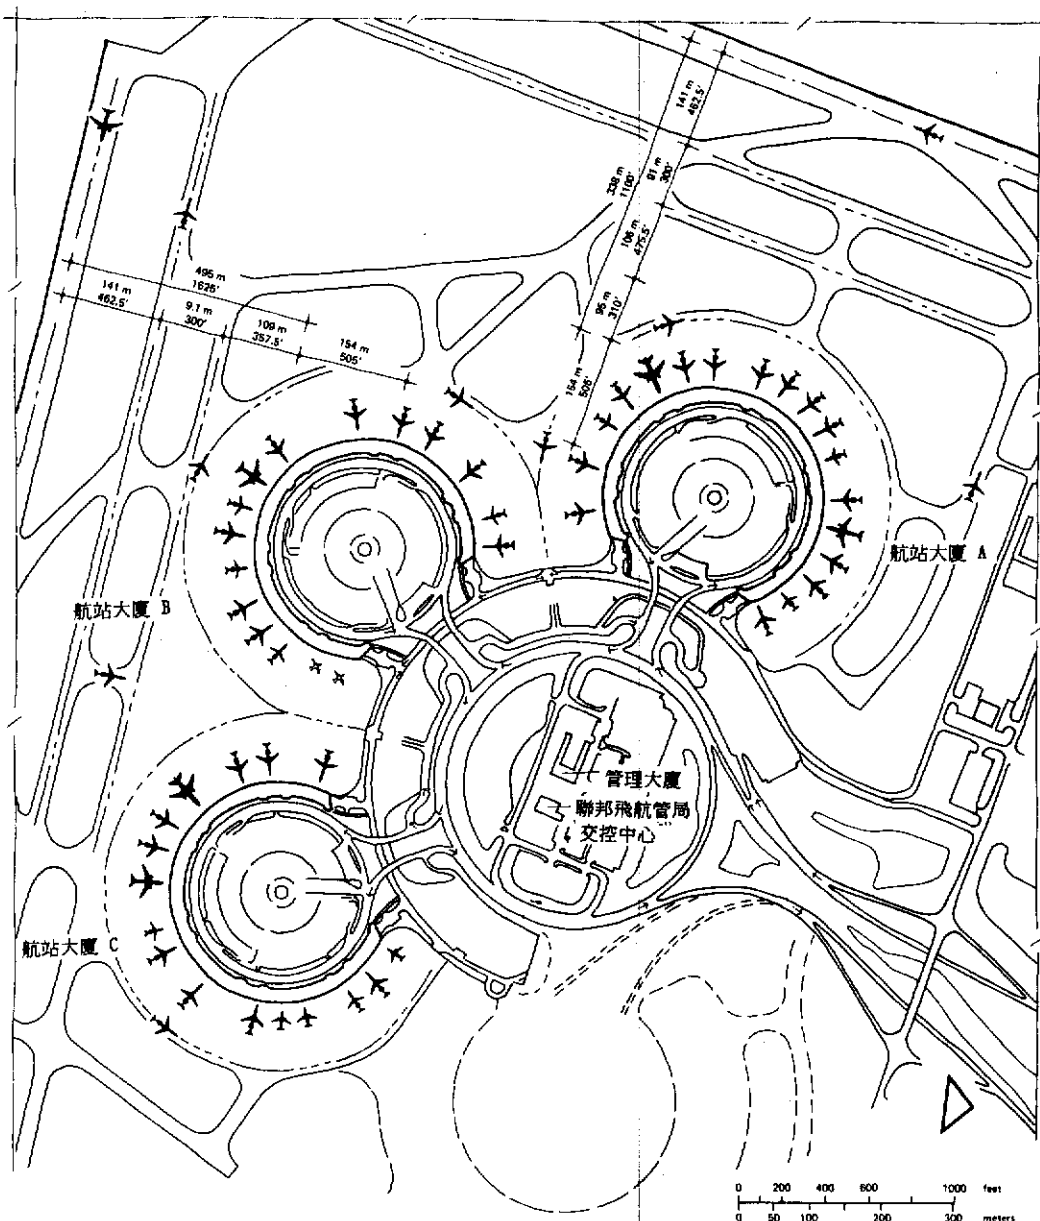 141 m
462.5'
338 m
1100'
91 m
300'
106 m
475.5'
95 m
310'
154 m
505'
495 m
1625'
141 m
462.5'
9.1 m
300'
109 m
357.5'
154 m
505'
航站大廈 A
航站大廈 B
管理大廈
聯邦飛航管局
交控中心
航站大廈 C
0 200 400 600 1000 feet
0 50 100 200 300 meters